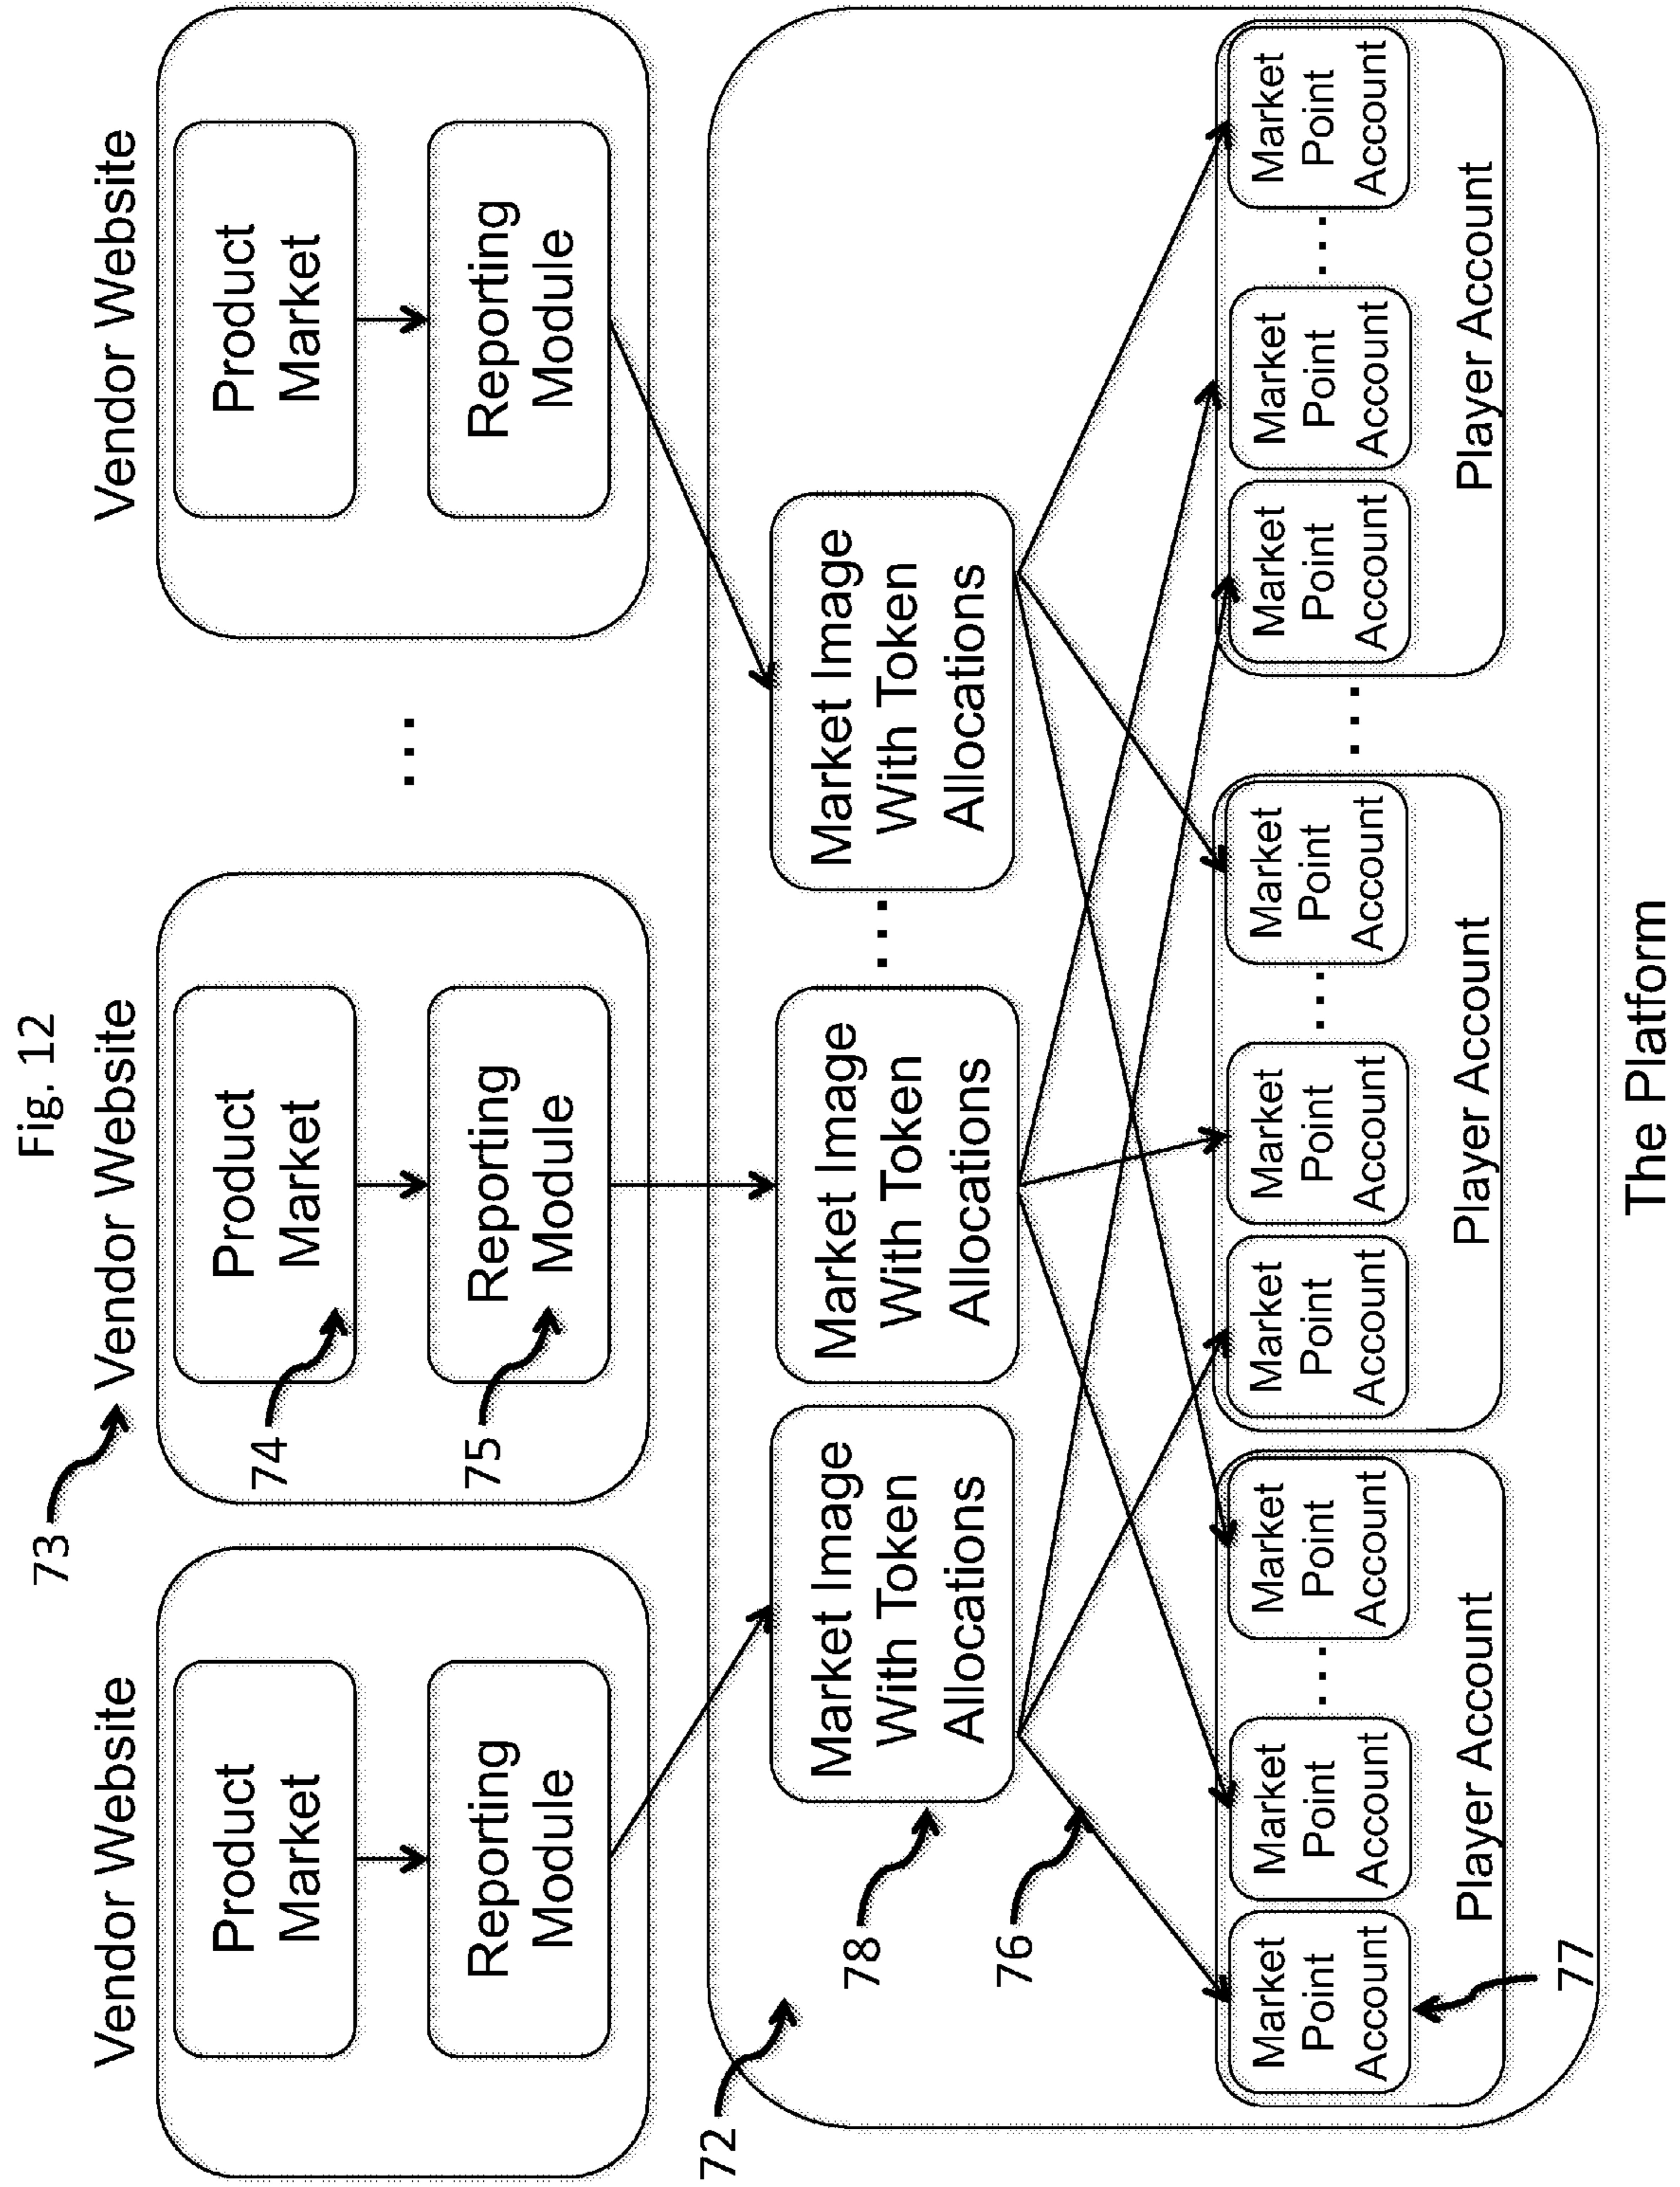 Fig. 12
73
Vendor Website
Vendor Website
Vendor Website
Product
Market
Reporting
Module
74
Product
Market
75
Reporting
Module
...
Product
Market
Reporting
Module
72
78
76
Market Image
With Token
Allocations
Market Image
With Token
Allocations
...
Market Image
With Token
Allocations
Market
Point
Account
Market
Point
Account
...
Market
Point
Account
Player Account
77
Market
Point
Account
Market
Point
Account
...
Market
Point
Account
Player Account
...
Market
Point
Account
Market
Point
Account
...
Market
Point
Account
Player Account
The Platform